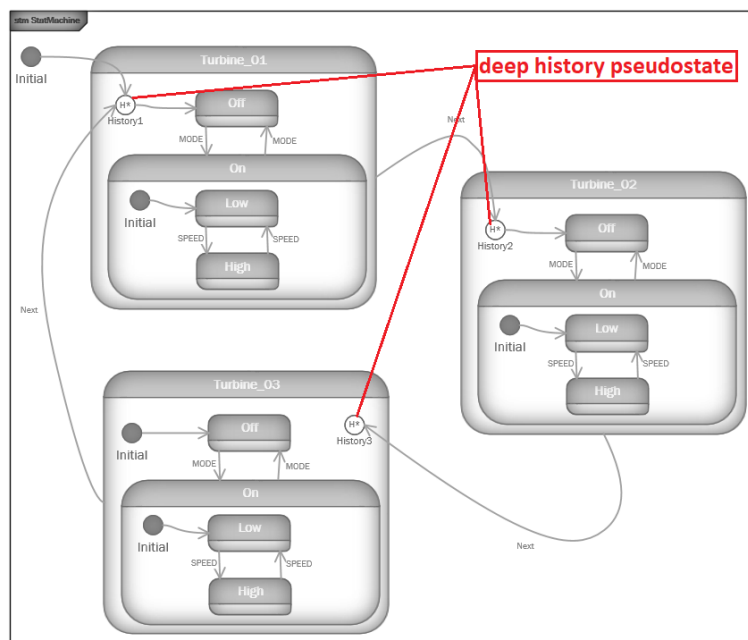 stm StatMachine
Initial
Turbine_01
deep history pseudostate
H*
History1
Off
MODE
MODE
On
Initial
Low
SPEED
SPEED
High
Next
Turbine_02
H*
History2
Off
MODE
MODE
On
Initial
Low
SPEED
SPEED
High
Next
Turbine_03
Initial
Off
H*
History3
MODE
MODE
On
Initial
Low
SPEED
SPEED
High
Next